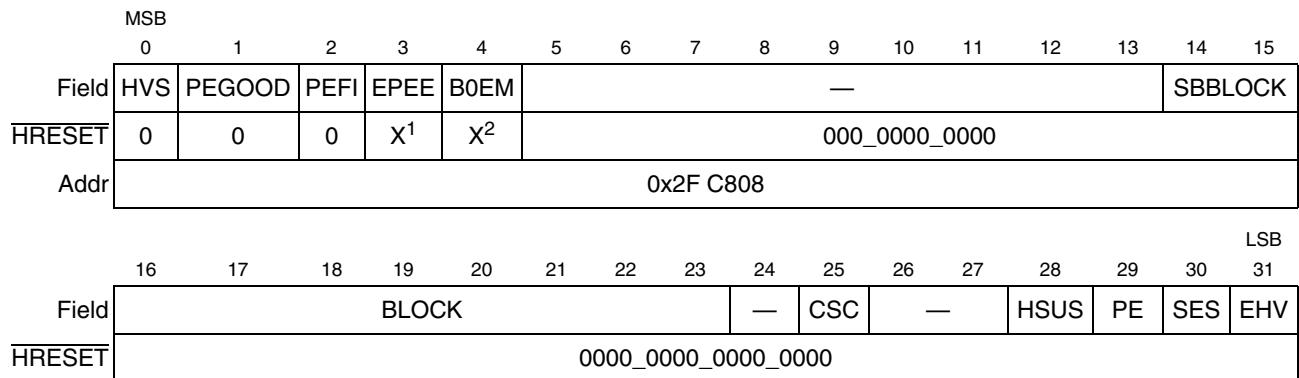 MSB
0 1 2 3 4 5 6 7 8 9 10 11 12 13 14 15
Field HVS PEGOOD PEFI EPEE B0EM — SBBLOCK
HRESET 0 0 0 X1 X2 000_0000_0000
Addr 0x2F C808
LSB
16 17 18 19 20 21 22 23 24 25 26 27 28 29 30 31
Field BLOCK — CSC — HSUS PE SES EHV
HRESET 0000_0000_0000_0000